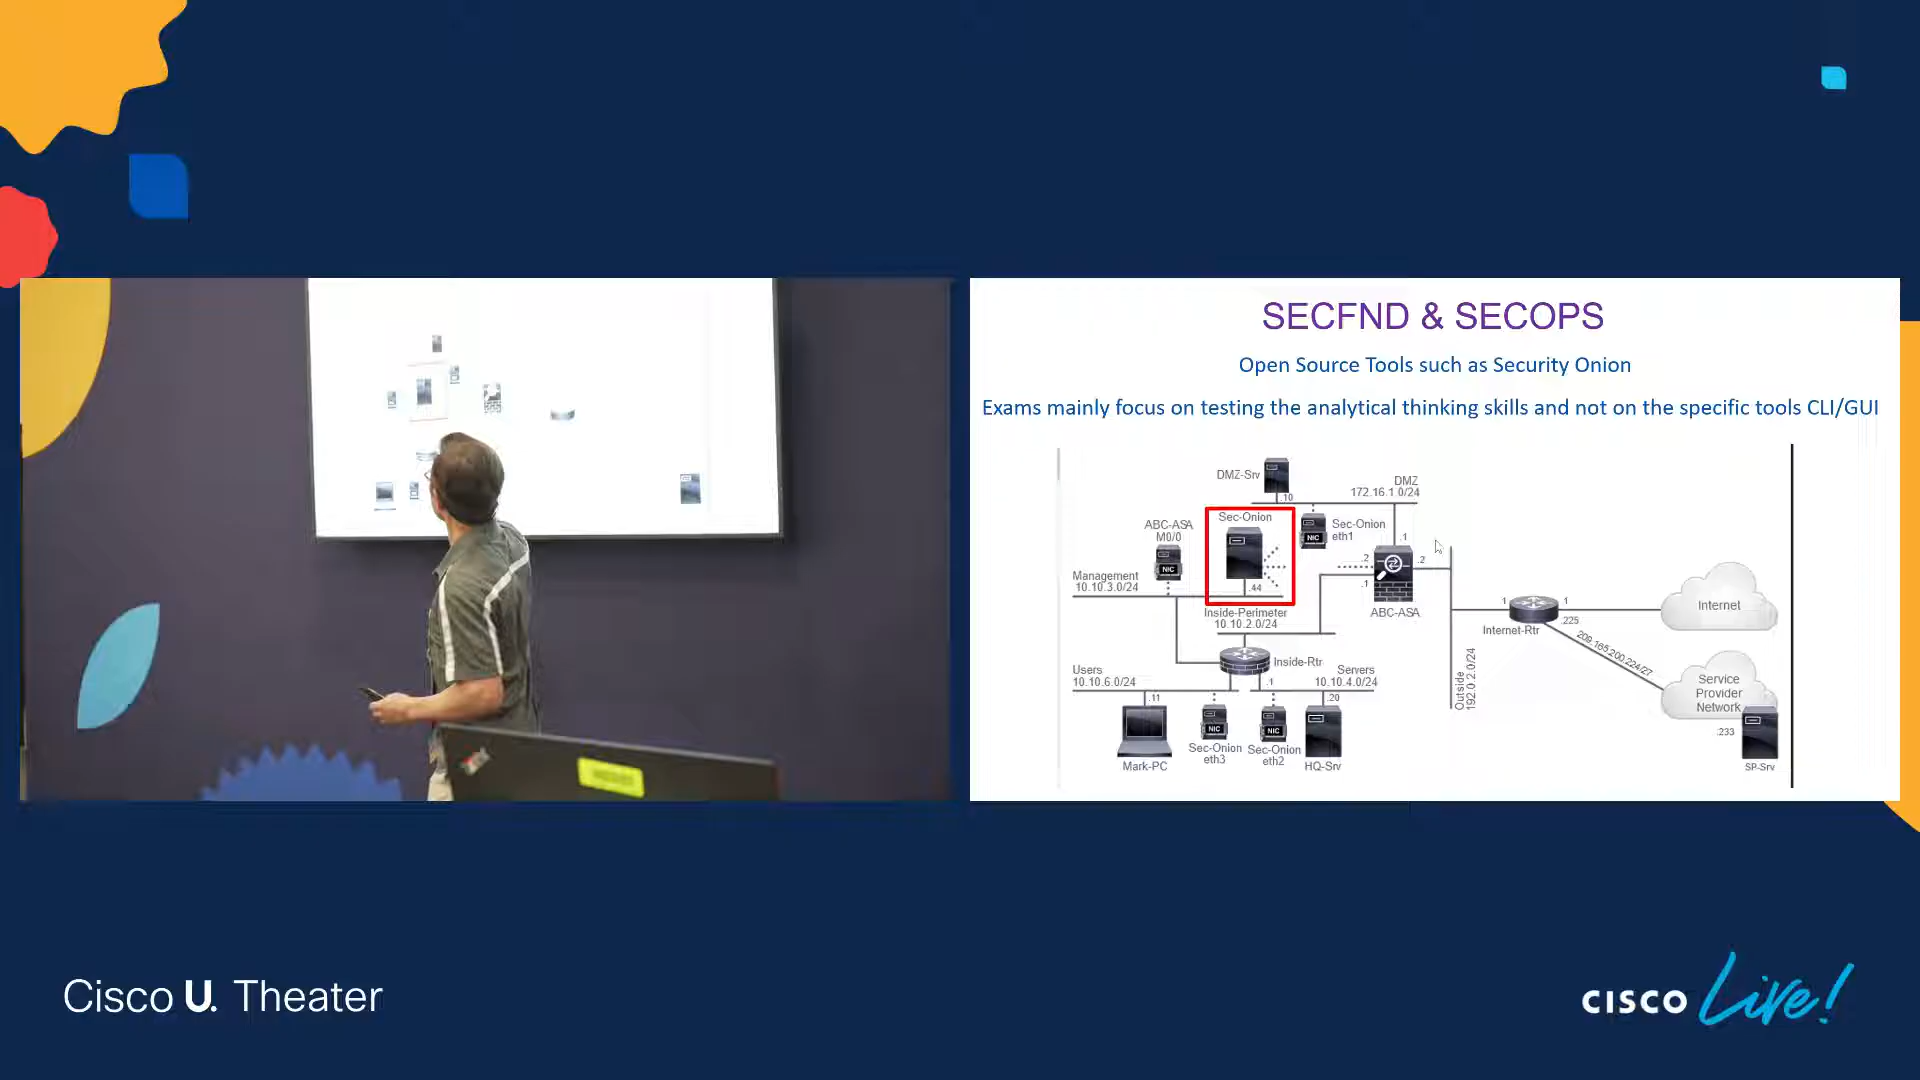 SECFND & SECOPS
Open Source Tools such as Security Onion
Exams mainly focus on testing the analytical thinking skills and not on the specific tools CLI/GUI
DMZ-Srv
.10
DMZ
172.16.1.0/24
Sec-Onion
ABC-ASA
M0/0
NIC
Sec-Onion
eth1
NIC
.1
.2
.2
.1
Management
10.10.3.0/24
.44
ABC-ASA
Inside-Perimeter
10.10.2.0/24
1
1
Internet
.225
Internet-Rtr
209.165.200.224/27
Inside-Rtr
Users
10.10.6.0/24
Servers
10.10.4.0/24
.1
.11
.20
Outside
192.0.2.0/24
Service
Provider
Network
.233
NIC
NIC
Sec-Onion
eth3
Sec-Onion
eth2
Mark-PC
HQ-Srv
SP-Srv
Cisco U. Theater
CISCO Live!